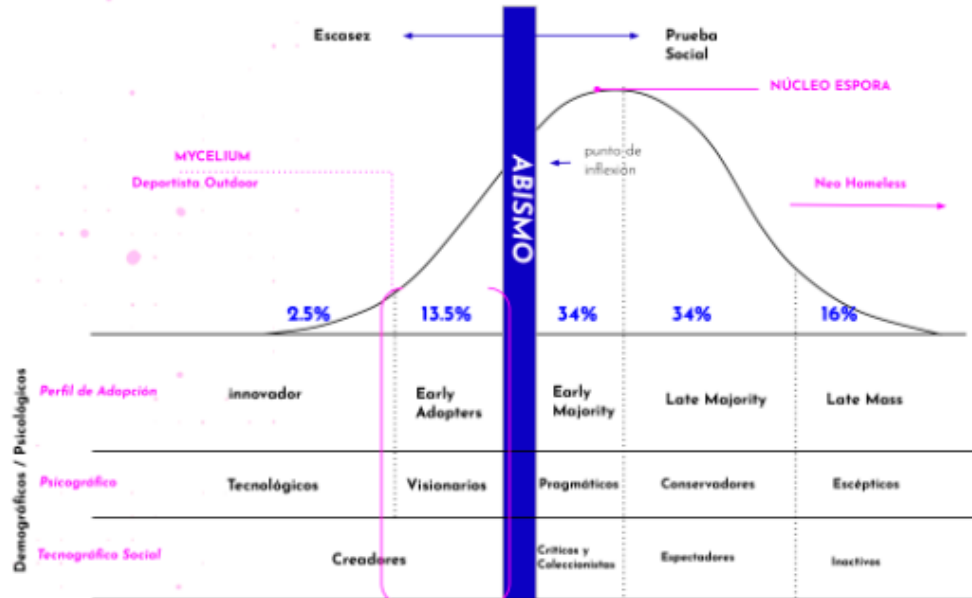 Escasez
Prueba
Social
NÚCLEO ESPORA
MYCELIUM
Deportista Outdoor
ABISMO
punto de
inflexión
Neo Homeless
2.5%
13.5%
34%
34%
16%
Demográficos / Psicológicos
Perfil de Adopción
innovador
Early
Adopters
Early
Majority
Late Majority
Late Mass
Psicográfico
Tecnológicos
Visionarios
Pragmáticos
Conservadores
Escépticos
Tecnográfico Social
Creadores
Críticos y
Coleccionistas
Espectadores
Inactivos